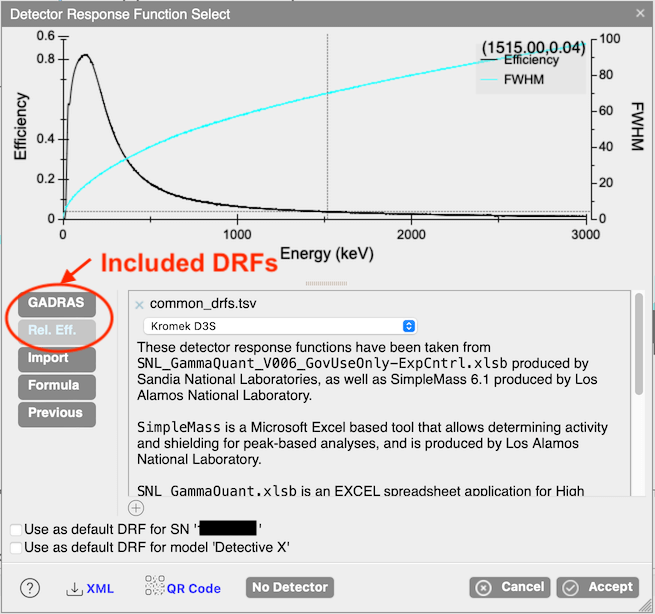 Detector Response Function Select
×
0.6
0.8
0.4
0.2
0
Efficiency
(1515.00,0.04)
Efficiency
FWHM
100
80
60
40
20
0
FWHM
0
1000
2000
3000
Energy (keV)
Included DRFs
GADRAS
Rel. Eff.
Import
Formula
Previous
× common_drfs.tsv
Kromek D3S
These detector response functions have been taken from
SNL_GammaQuant_V006_GovUseOnly-ExpCntrl.xlsb produced by
Sandia National Laboratories, as well as SimpleMass 6.1 produced by Los
Alamos National Laboratory.
SimpleMass is a Microsoft Excel based tool that allows determining activity
and shielding for peak-based analyses, and is produced by Los Alamos
National Laboratory.
SNL_GammaQuant.xlsb is an EXCEL spreadsheet application for High
Use as default DRF for SN ' '
Use as default DRF for model 'Detective X'
? XML QR Code No Detector Cancel Accept